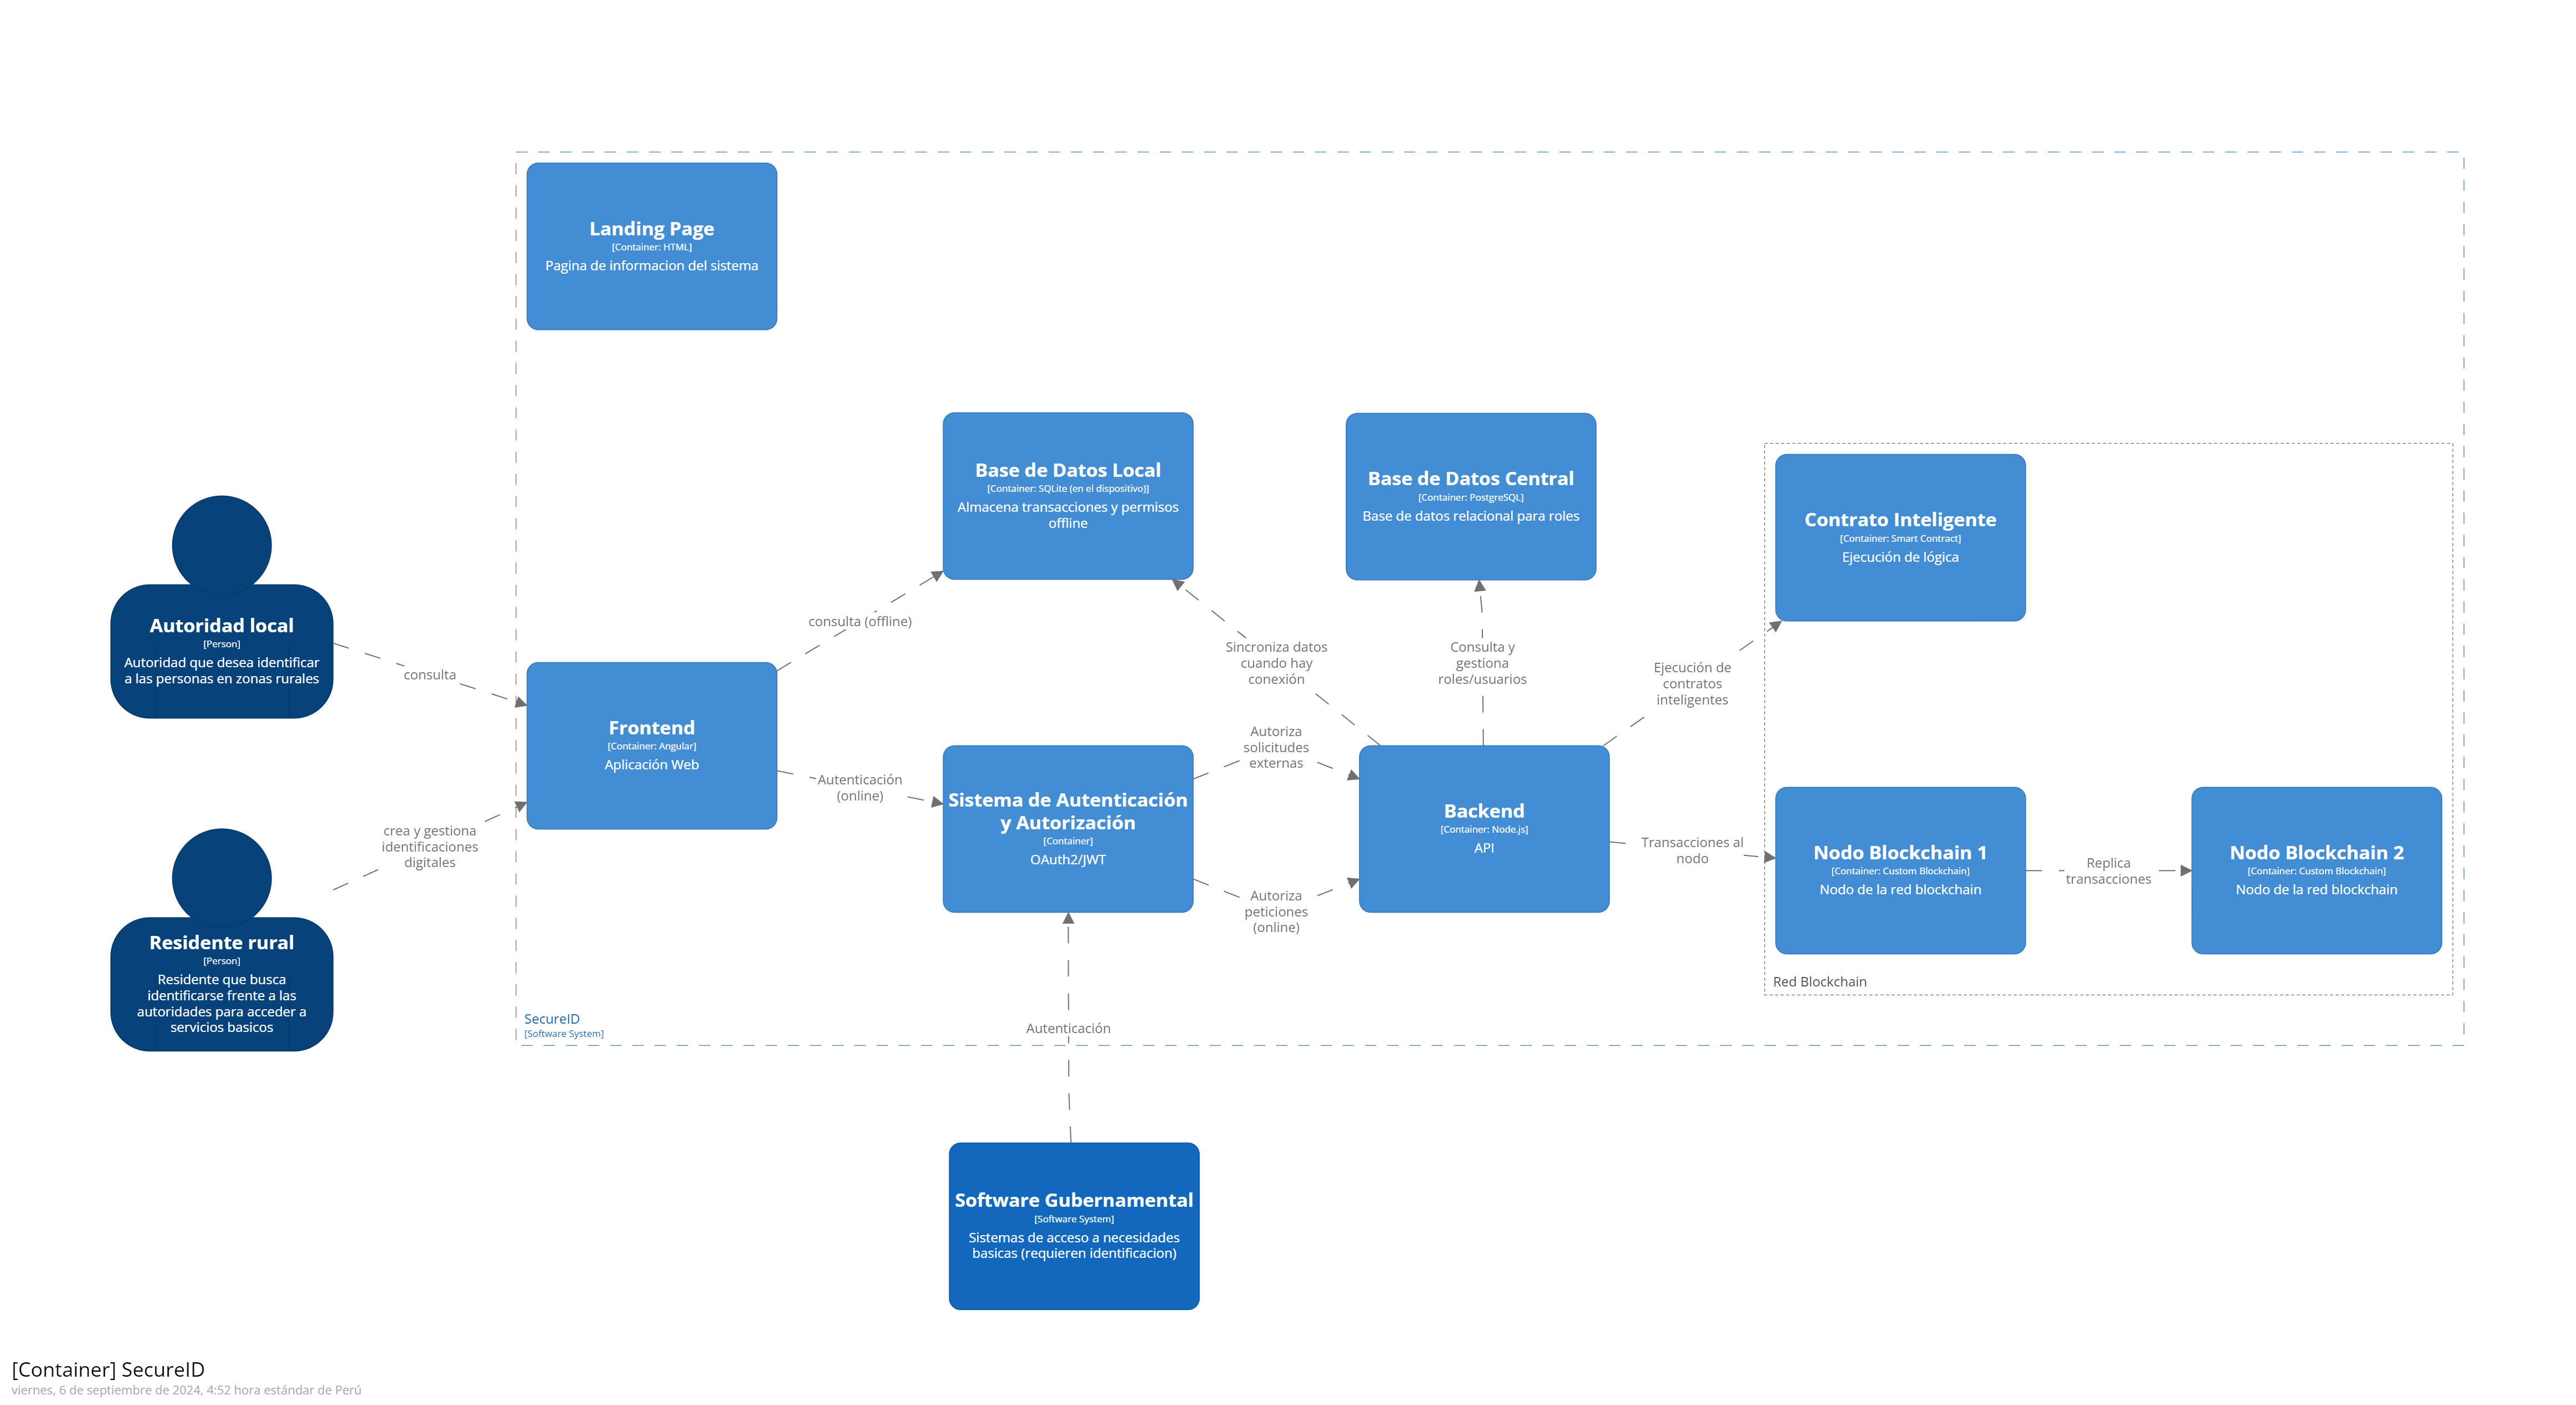 Landing Page
[Container: HTML]
Pagina de informacion del sistema
Base de Datos Local
[Container: SQLite (en el dispositivo)]
Almacena transacciones y permisos
offline
Base de Datos Central
[Container: PostgreSQL]
Base de datos relacional para roles
Contrato Inteligente
[Container: Smart Contract]
Ejecución de lógica
Autoridad local
[Person]
Autoridad que desea identificar
a las personas en zonas rurales
consulta
consulta (offline)
Sincroniza datos
cuando hay
conexión
Consulta y
gestiona
roles/usuarios
Ejecución de
contratos
inteligentes
Frontend
[Container: Angular]
Aplicación Web
Autenticación
(online)
Autoriza
solicitudes
externas
Sistema de Autenticación
y Autorización
[Container]
OAuth2/JWT
Backend
[Container: Node.js]
API
Transacciones al
nodo
Nodo Blockchain 1
[Container: Custom Blockchain]
Nodo de la red blockchain
Replica
transacciones
Nodo Blockchain 2
[Container: Custom Blockchain]
Nodo de la red blockchain
crea y gestiona
identificaciones
digitales
Autoriza
peticiones
(online)
Residente rural
[Person]
Residente que busca
identificarse frente a las
autoridades para acceder a
servicios basicos
Red Blockchain
SecureID
[Software System]
Autenticación
Software Gubernamental
[Software System]
Sistemas de acceso a necesidades
basicas (requieren identificacion)
[Container] SecureID
viernes, 6 de septiembre de 2024, 4:52 hora estándar de Perú